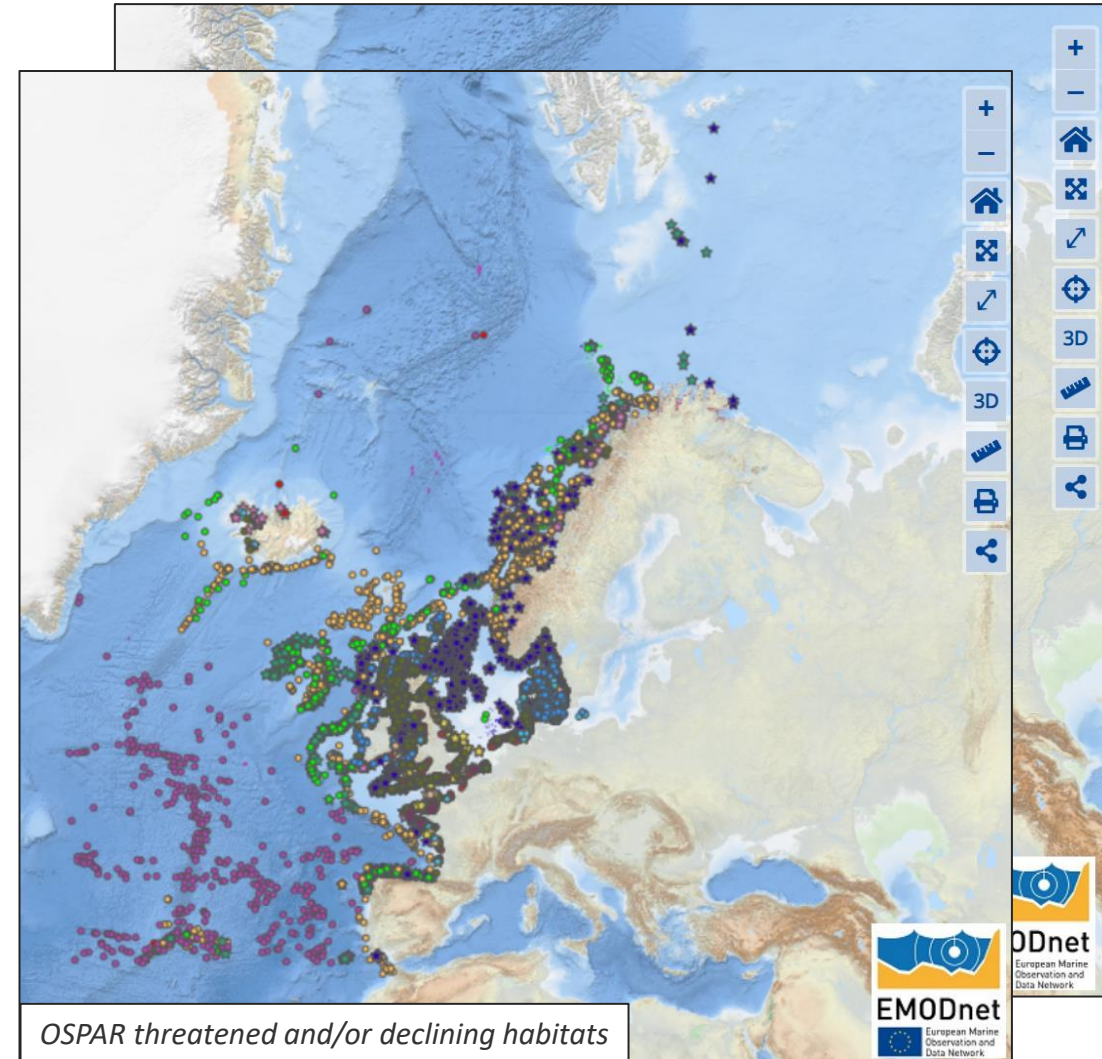 +
−
3D
+
−
3D
ODnet
European Marine
Observation and
Data Network
EMODnet
European Marine
Observation and
Data Network
OSPAR threatened and/or declining habitats